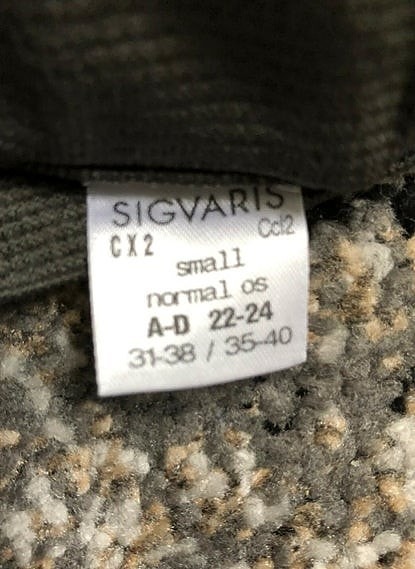 SIGVARIS
CX2 Ccl2
small
normal os
A-D 22-24
31-38 / 35-40